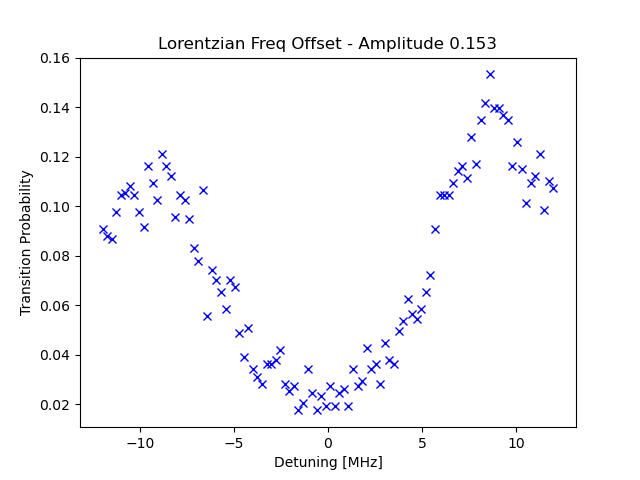 Lorentzian Freq Offset - Amplitude 0.153
Transition Probability
0.16
0.14
0.12
0.10
0.08
0.06
0.04
0.02
−10 −5 0 5 10
Detuning [MHz]